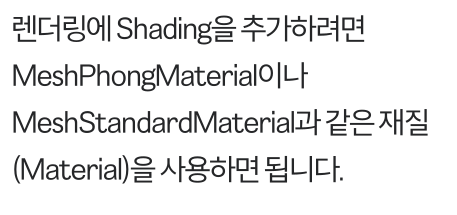 렌더링에 Shading을 추가하려면
MeshPhongMaterial이나
MeshStandardMaterial과 같은 재질
(Material)을 사용하면 됩니다.